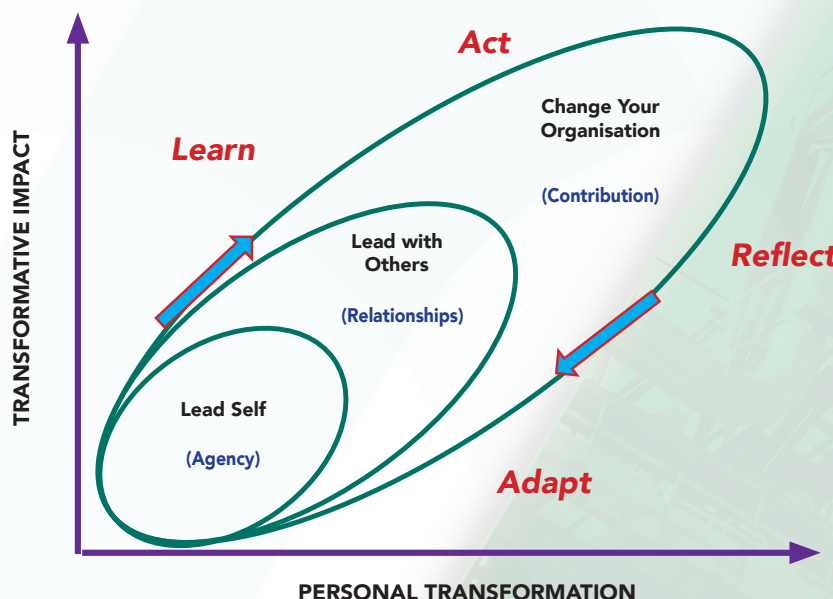 Act
Learn
Change Your
Organisation
(Contribution)
Lead with
Others
(Relationships)
Reflect
Lead Self
(Agency)
Adapt
TRANSFORMATIVE IMPACT
PERSONAL TRANSFORMATION